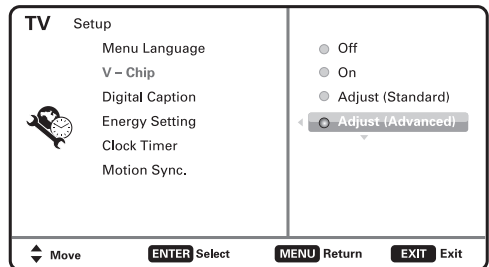 TV Setup
Menu Language
V – Chip
Digital Caption
Energy Setting
Clock Timer
Motion Sync.
Off
On
Adjust (Standard)
Adjust (Advanced)
Move ENTER Select MENU Return EXIT Exit